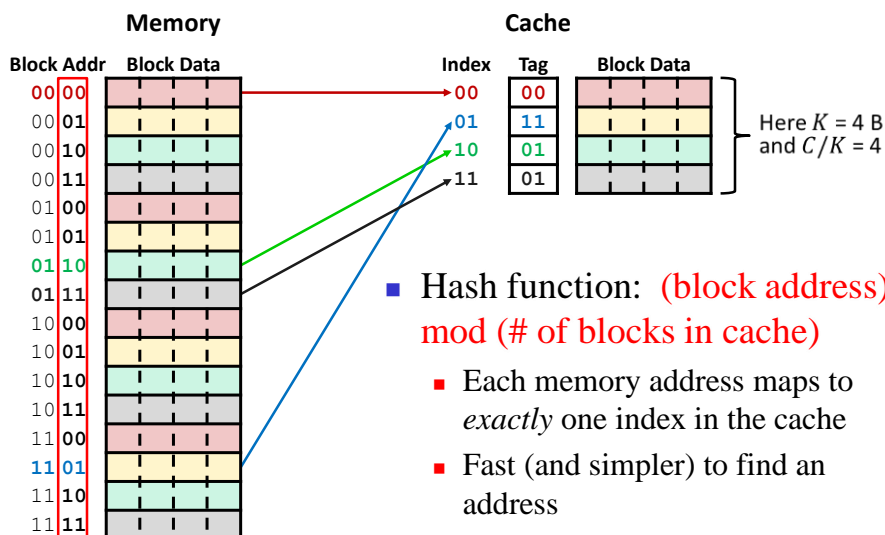 Memory
Cache
Block Addr Block Data
Index Tag Block Data
00 00
00 01
00 10
00 11
01 00
01 01
01 10
01 11
10 00
10 01
10 10
10 11
11 00
11 01
11 10
11 11
00 00
01 11
10 01
11 01
Here K = 4 B
and C/K = 4
Hash function: (block address)
mod (# of blocks in cache)
Each memory address maps to
exactly one index in the cache
Fast (and simpler) to find an
address